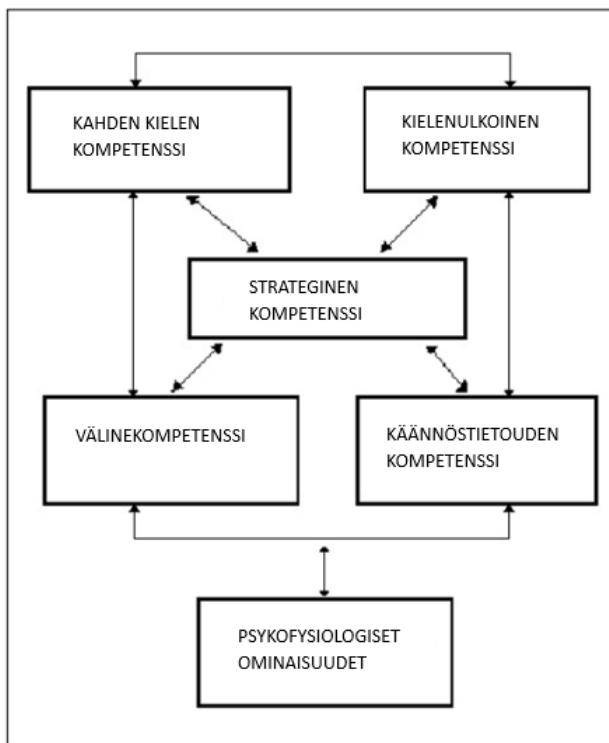 KAHDEN KIELEN
KOMPETENSSI
KIELENULKOINEN
KOMPETENSSI
STRATEGINEN
KOMPETENSSI
VÄLINEKOMPETENSSI
KÄÄNNÖSTIETOUDEN
KOMPETENSSI
PSYKOFYSIOLOGISET
OMINAISUUDET